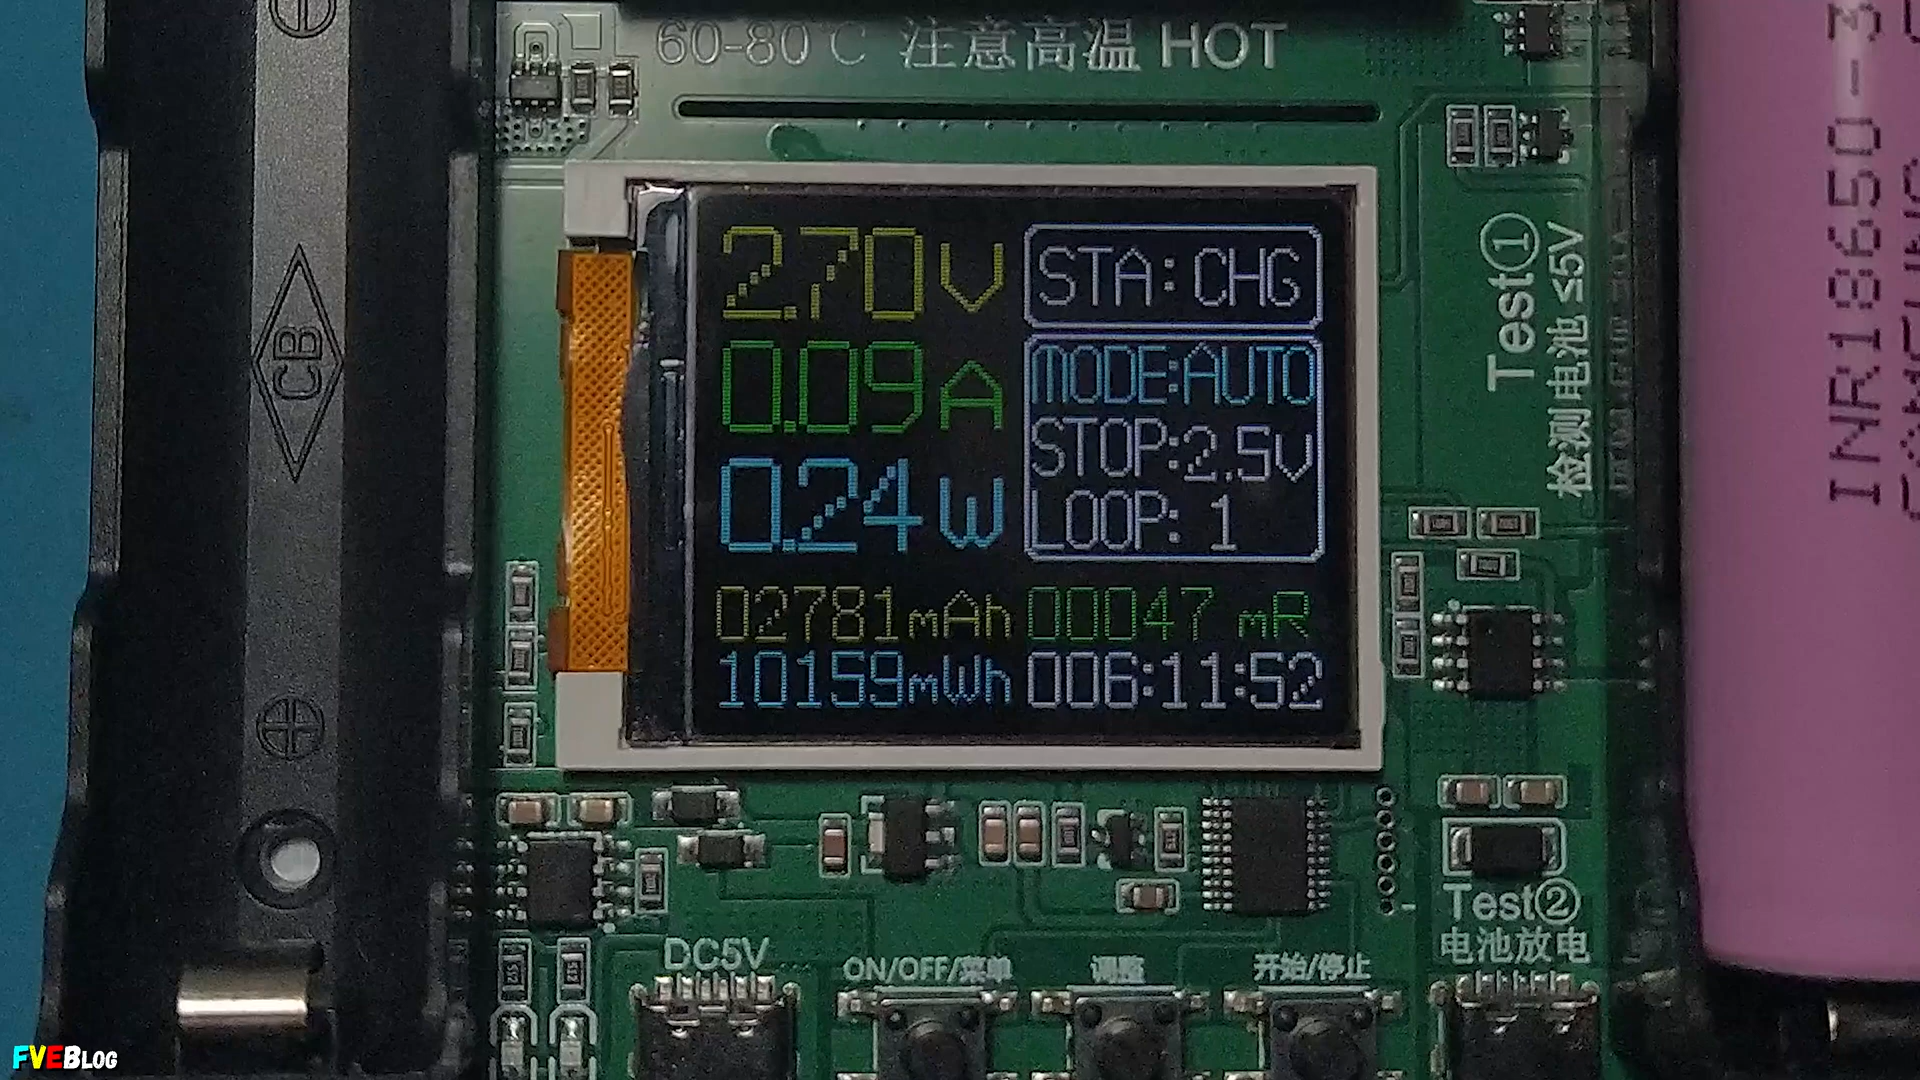 60-80℃ 注意高温 HOT
2.70V
STA: CHG
0.09A
MODE:AUTO
STOP:2.5V
0.24W
LOOP: 1
02781mAh
00047 mR
10159mWh
006:11:52
Test①
检测电池 ≤5V
INR18650-3
CB
Test②
电池放电
DC5V
ON/OFF/菜单
调整
开始/停止
FVEBLOG